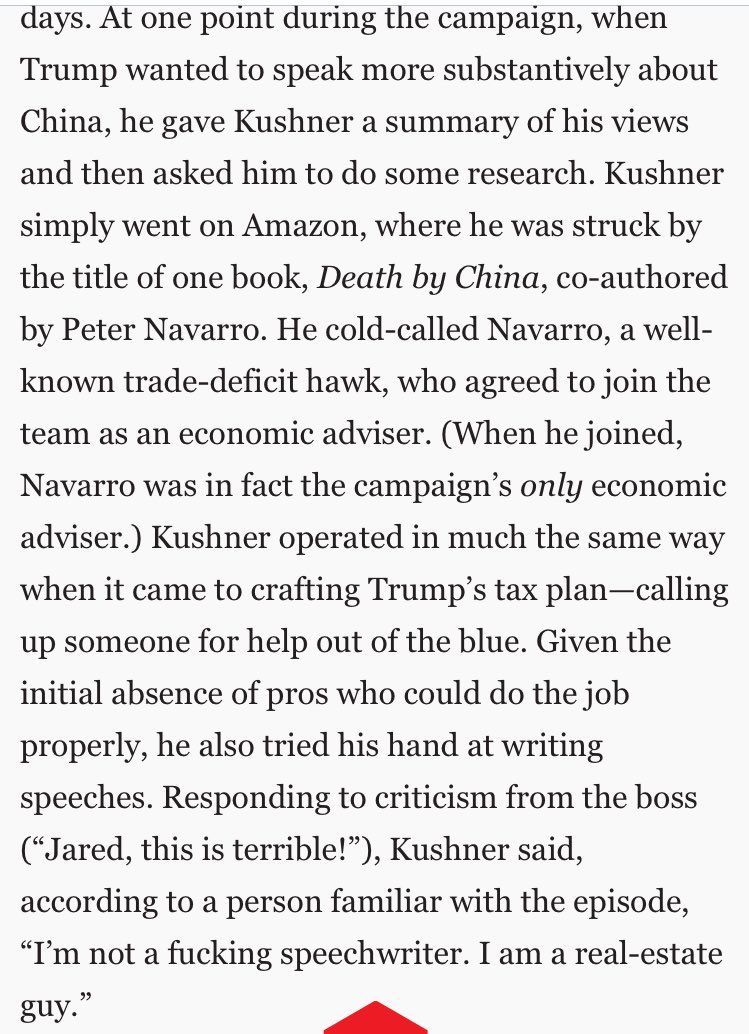 days. At one point during the campaign, when
Trump wanted to speak more substantively about
China, he gave Kushner a summary of his views
and then asked him to do some research. Kushner
simply went on Amazon, where he was struck by
the title of one book, Death by China, co-authored
by Peter Navarro. He cold-called Navarro, a well-
known trade-deficit hawk, who agreed to join the
team as an economic adviser. (When he joined,
Navarro was in fact the campaign’s only economic
adviser.) Kushner operated in much the same way
when it came to crafting Trump’s tax plan—calling
up someone for help out of the blue. Given the
initial absence of pros who could do the job
properly, he also tried his hand at writing
speeches. Responding to criticism from the boss
(“Jared, this is terrible!”), Kushner said,
according to a person familiar with the episode,
“I’m not a fucking speechwriter. I am a real-estate
guy.”